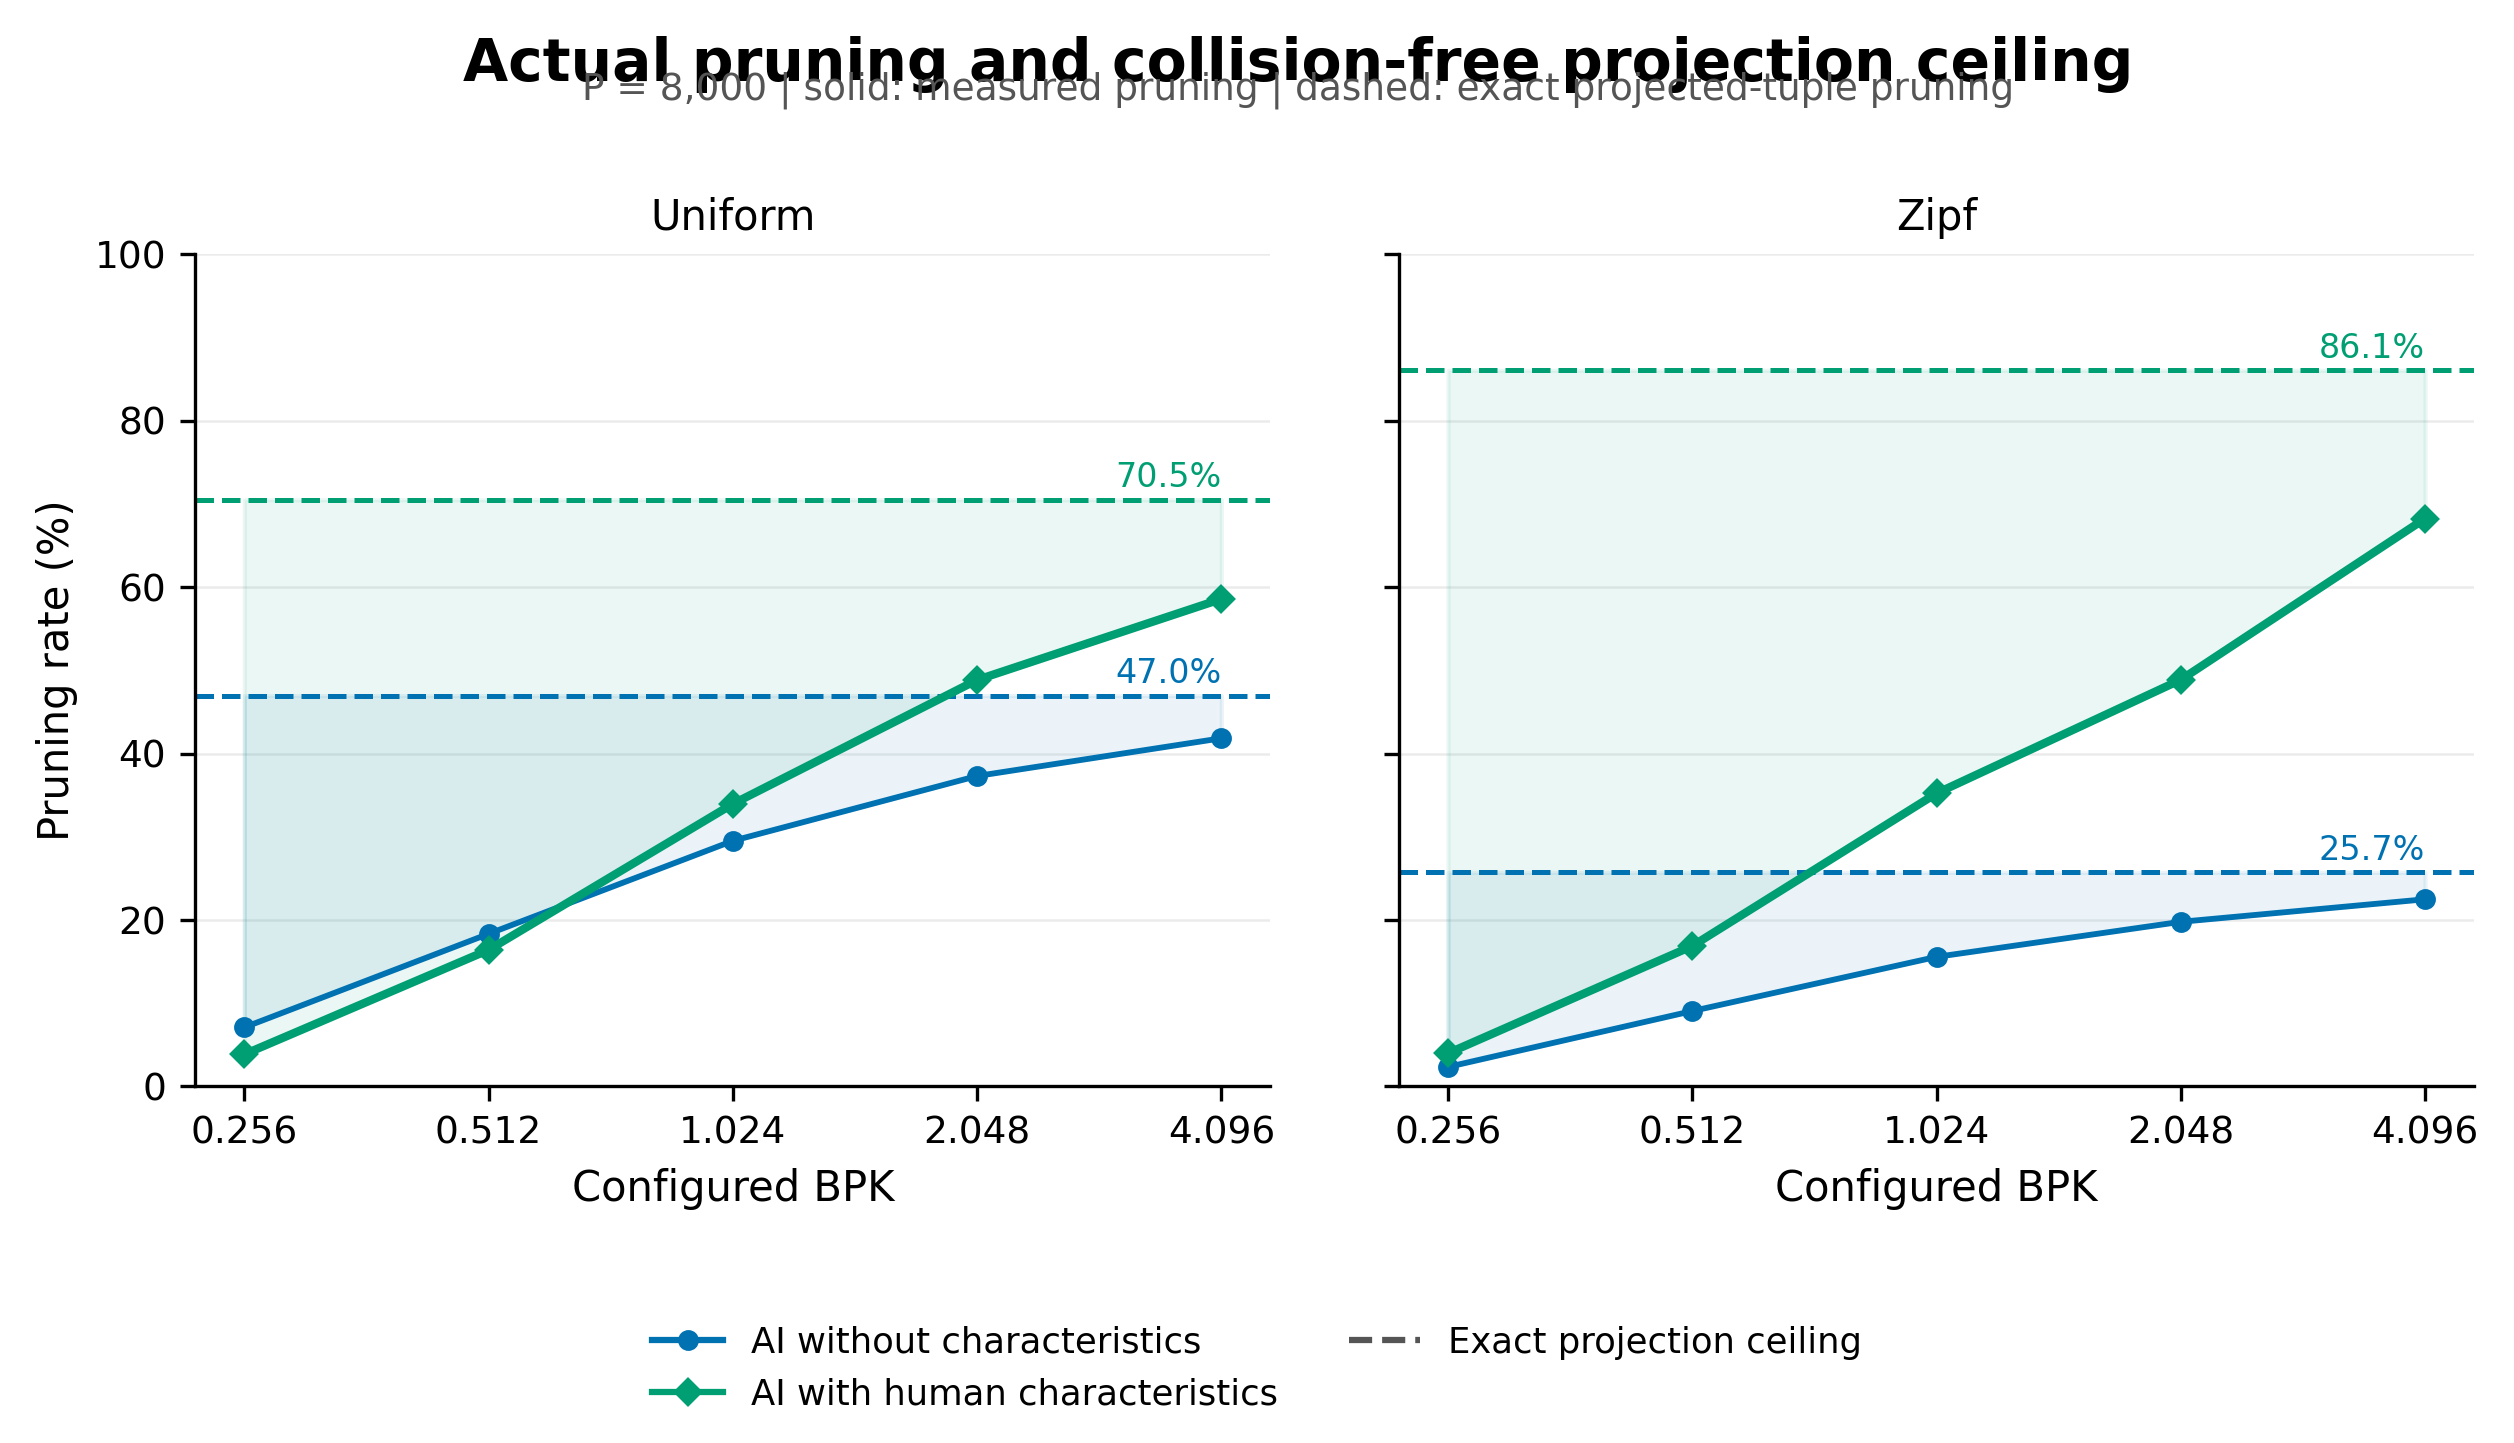 Actual pruning and collision-free projection ceiling
P = 8,000 | solid: measured pruning | dashed: exact projected-tuple pruning
Uniform
Zipf
Pruning rate (%)
100
80
60
40
20
0
70.5%
47.0%
86.1%
25.7%
0.256 0.512 1.024 2.048 4.096
0.256 0.512 1.024 2.048 4.096
Configured BPK
Configured BPK
AI without characteristics
AI with human characteristics
Exact projection ceiling